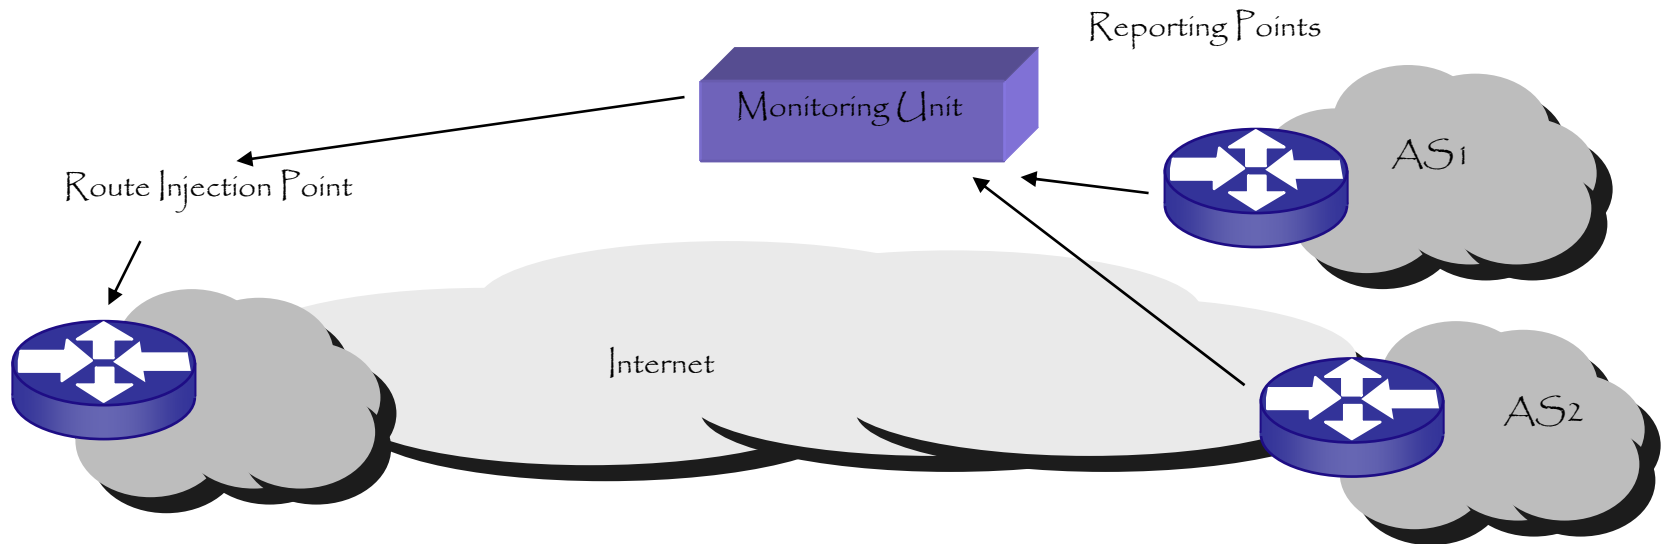 Reporting Points
Monitoring Unit
AS1
Route Injection Point
Internet
AS2